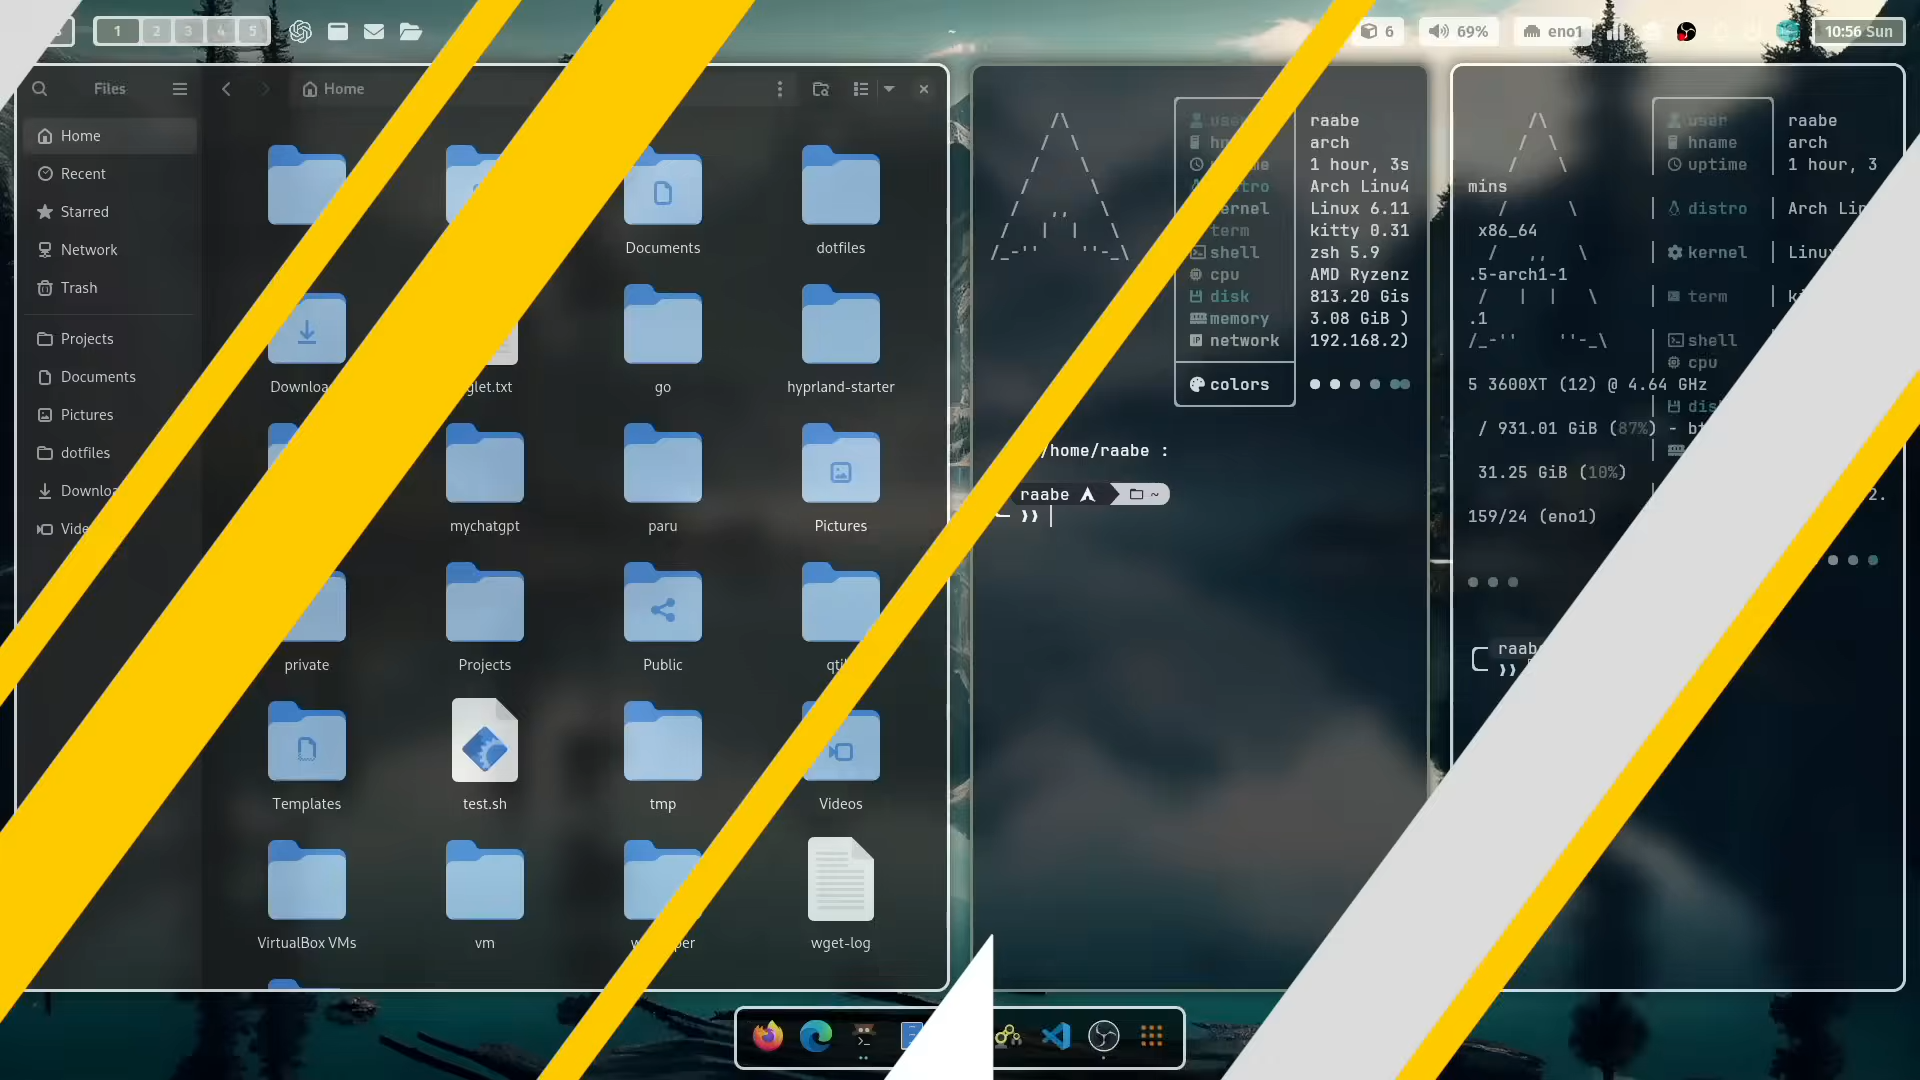 1 2 3 4 5
~
6
69%
eno1
10:56 Sun
Files
Home
Home
Recent
Starred
Network
Trash
Projects
Documents
Pictures
dotfiles
Documents
dotfiles
go
hyprland-starter
mychatgpt
paru
Pictures
private
Projects
Public
Templates
test.sh
tmp
Videos
VirtualBox VMs
vm
wget-log
raabe
arch
1 hour, 3s
Arch Linu4
Linux 6.11
term kitty 0.31
shell zsh 5.9
cpu AMD Ryzenz
disk 813.20 Gis
memory 3.08 GiB )
network 192.168.2)
colors
/home/raabe :
raabe ~
user raabe
hname arch
uptime 1 hour, 3
mins
distro
x86_64
kernel
.5-arch1-1
term
.1
shell
cpu
5 3600XT (12) @ 4.64 GHz
/ 931.01 GiB (87%) -
31.25 GiB (10%)
2.
159/24 (eno1)